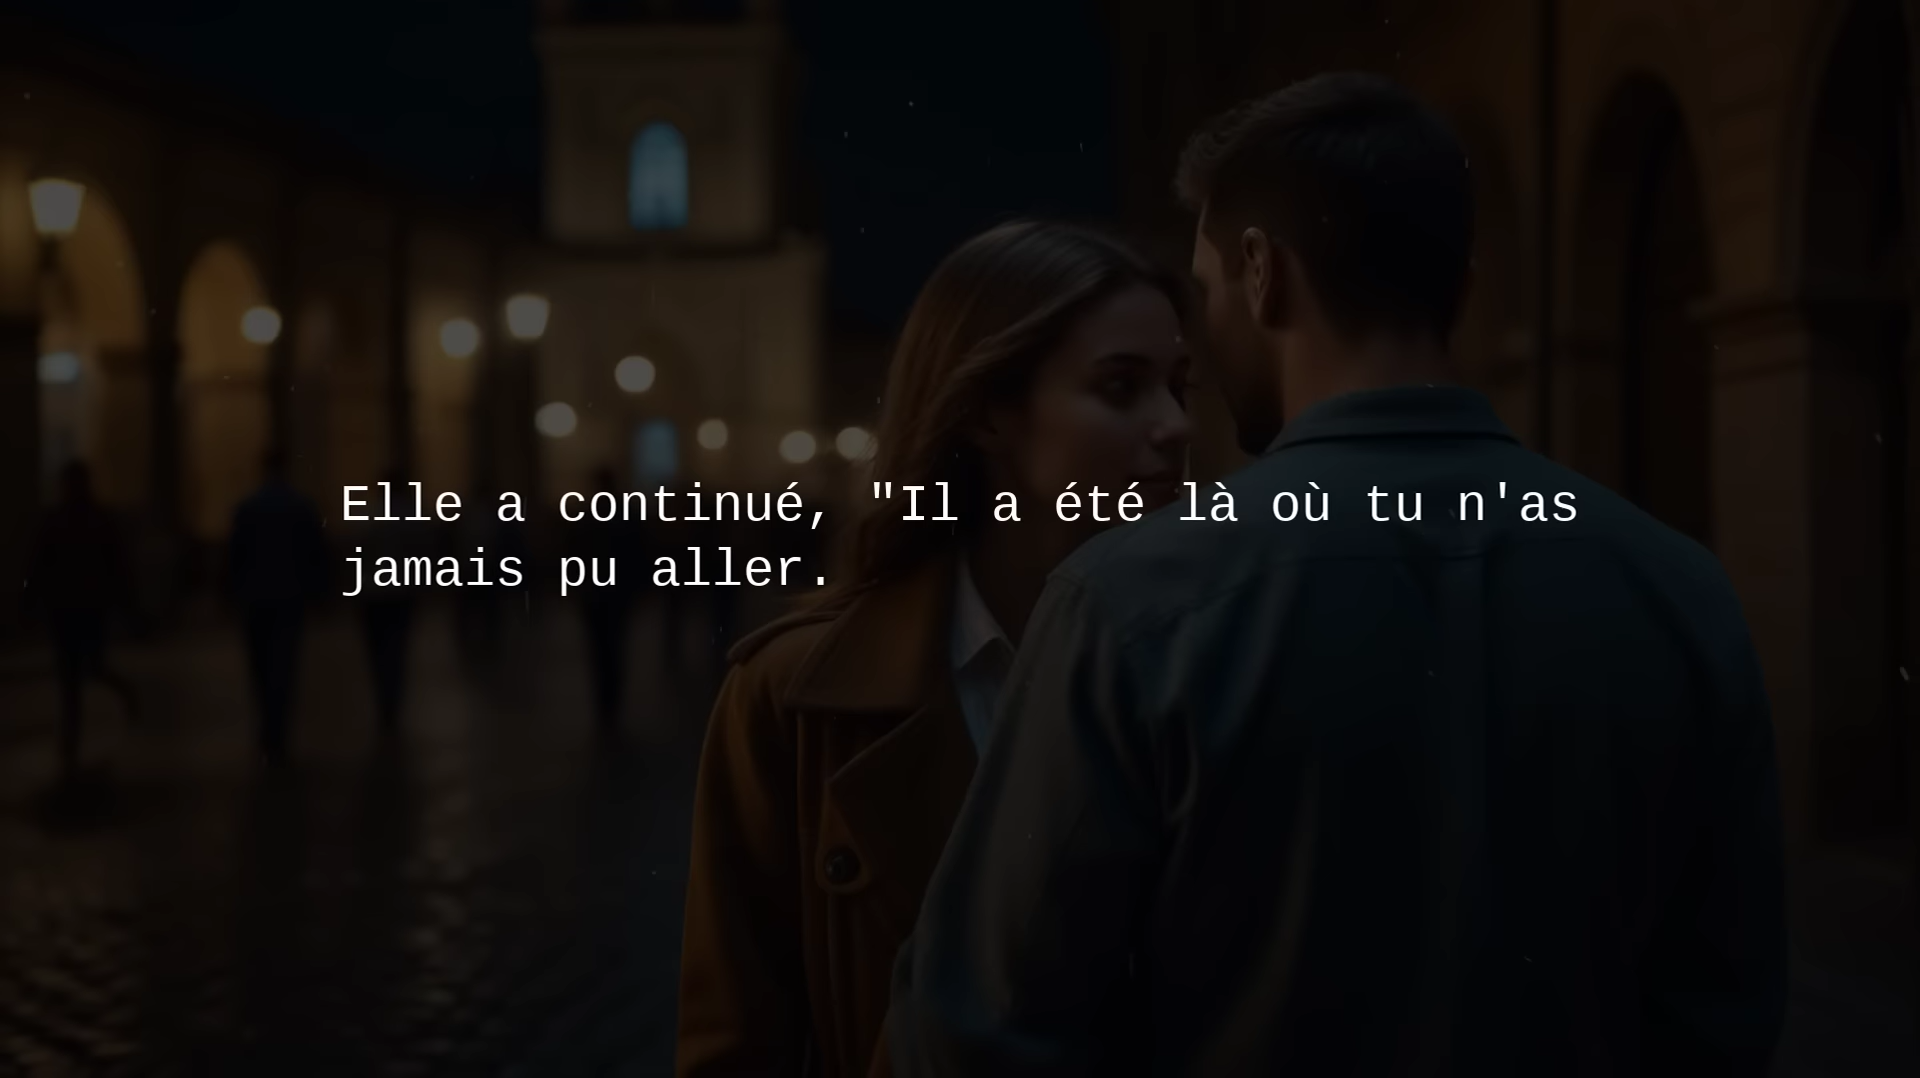 Elle a continué, "Il a été là où tu n'as
jamais pu aller.